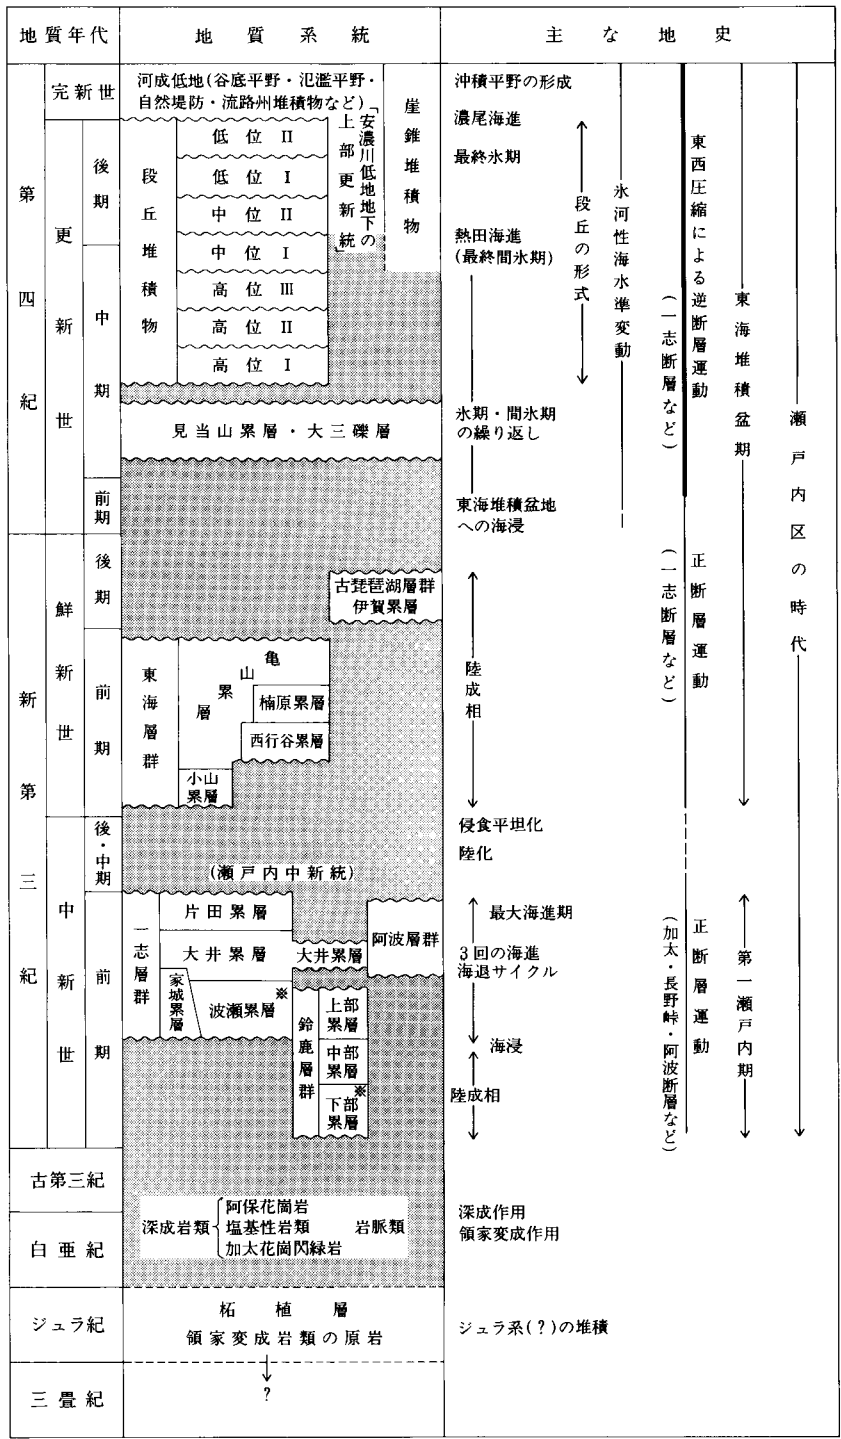 地質年代
地質系統
主な地史
第四紀
完新世
更新世
後期
中期
前期
新第三紀
鮮新世
後期
前期
中新世
後・中期
前期
古第三紀
白亜紀
ジュラ紀
三畳紀
河成低地(谷底平野・氾濫平野・
自然堤防・流路州堆積物など)
段丘堆積物
低位 II
低位 I
中位 II
中位 I
高位 III
高位 II
高位 I
「安濃川低地地下の
上部更新統」
崖錐堆積物
見当山累層・大三礫層
古琵琶湖層群
伊賀累層
東海層群
亀山累層
楠原累層
西行谷累層
小山
累層
(瀬戸内中新統)
一志層群
片田累層
大井累層
家城累層
波瀬累層※
大井累層
阿波層群
鈴鹿層群
上部
累層
中部
累層
※
下部
累層
深成岩類
阿保花崗岩
塩基性岩類
加太花崗閃緑岩
岩脈類
柘植層
領家変成岩類の原岩
?
沖積平野の形成
濃尾海進
最終氷期
熱田海進
(最終間氷期)
氷期・間氷期
の繰り返し
東海堆積盆地
への海浸
陸成相
侵食平坦化
陸化
最大海進期
3回の海進
海退サイクル
海浸
陸成相
深成作用
領家変成作用
ジュラ系(?)の堆積
段丘の形式
氷河性海水準変動
東西圧縮による逆断層運動
(一志断層など)
正断層運動
(一志断層など)
正断層運動
(加太・長野峠・阿波断層など)
東海堆積盆期
第一瀬戸内期
瀬戸内区の時代